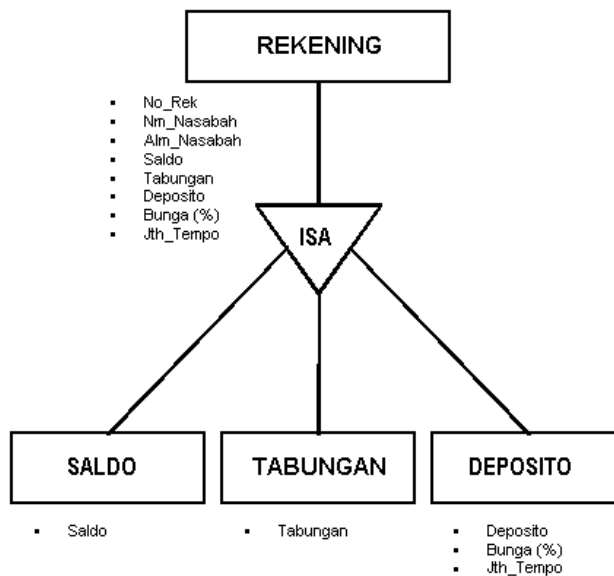 REKENING
▪ No_Rek
▪ Nm_Nasabah
▪ Alm_Nasabah
▪ Saldo
▪ Tabungan
▪ Deposito
▪ Bunga (%)
▪ Jth_Tempo
ISA
SALDO
TABUNGAN
DEPOSITO
▪ Saldo
▪ Tabungan
▪ Deposito
▪ Bunga (%)
▪ Jth_Tempo